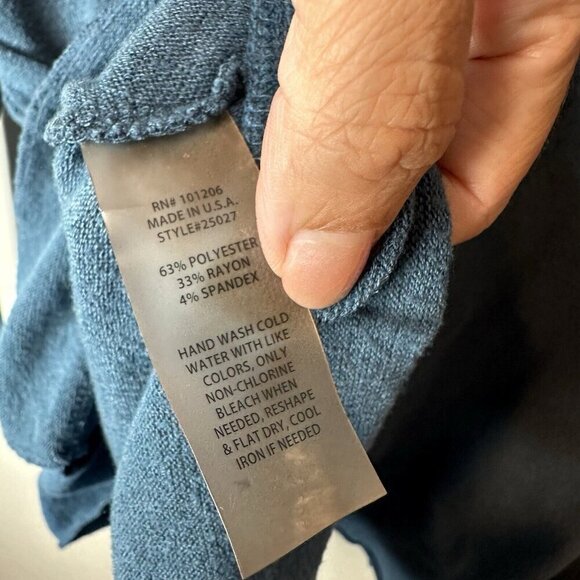 RN# 101206
MADE IN U.S.A.
STYLE#25027
63% POLYESTER
33% RAYON
4% SPANDEX
HAND WASH COLD
WATER WITH LIKE
COLORS, ONLY
NON-CHLORINE
BLEACH WHEN
NEEDED, RESHAPE
& FLAT DRY, COOL
IRON IF NEEDED